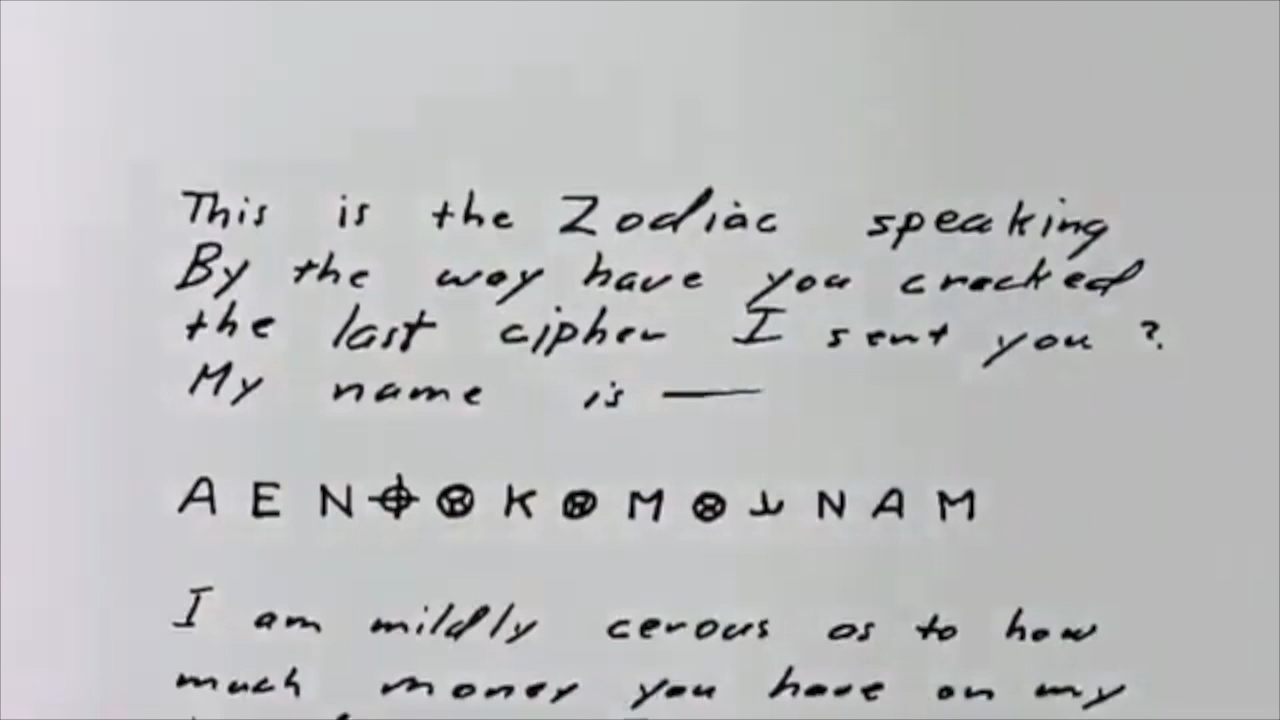 This is the Zodiac speaking
By the way have you cracked
the last cipher I sent you ?
My name is —
A E N ⌖ ⊗ K ⊗ M ⊗ ⅄ N A M
I am mildly cerous as to how
much money you have on my